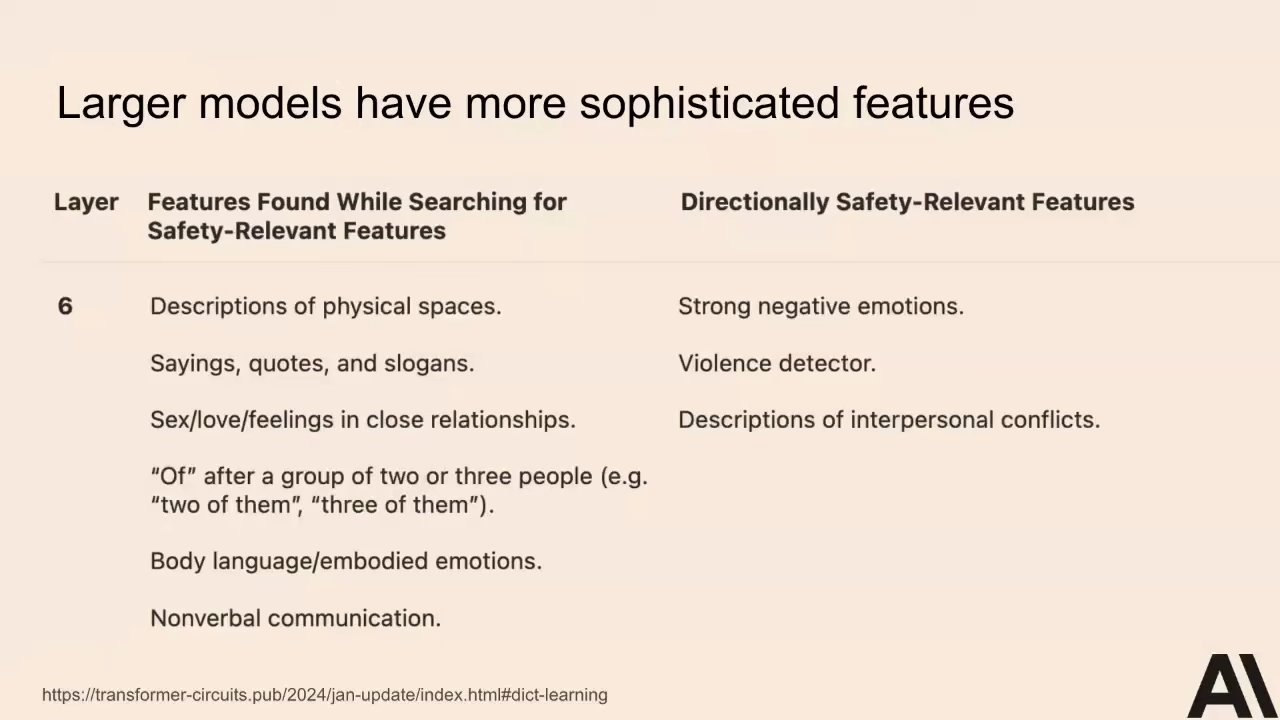 Larger models have more sophisticated features
Layer
Features Found While Searching for
Safety-Relevant Features
Directionally Safety-Relevant Features
6
Descriptions of physical spaces.
Strong negative emotions.
Sayings, quotes, and slogans.
Violence detector.
Sex/love/feelings in close relationships.
Descriptions of interpersonal conflicts.
“Of” after a group of two or three people (e.g.
“two of them”, “three of them”).
Body language/embodied emotions.
Nonverbal communication.
https://transformer-circuits.pub/2024/jan-update/index.html#dict-learning
A\